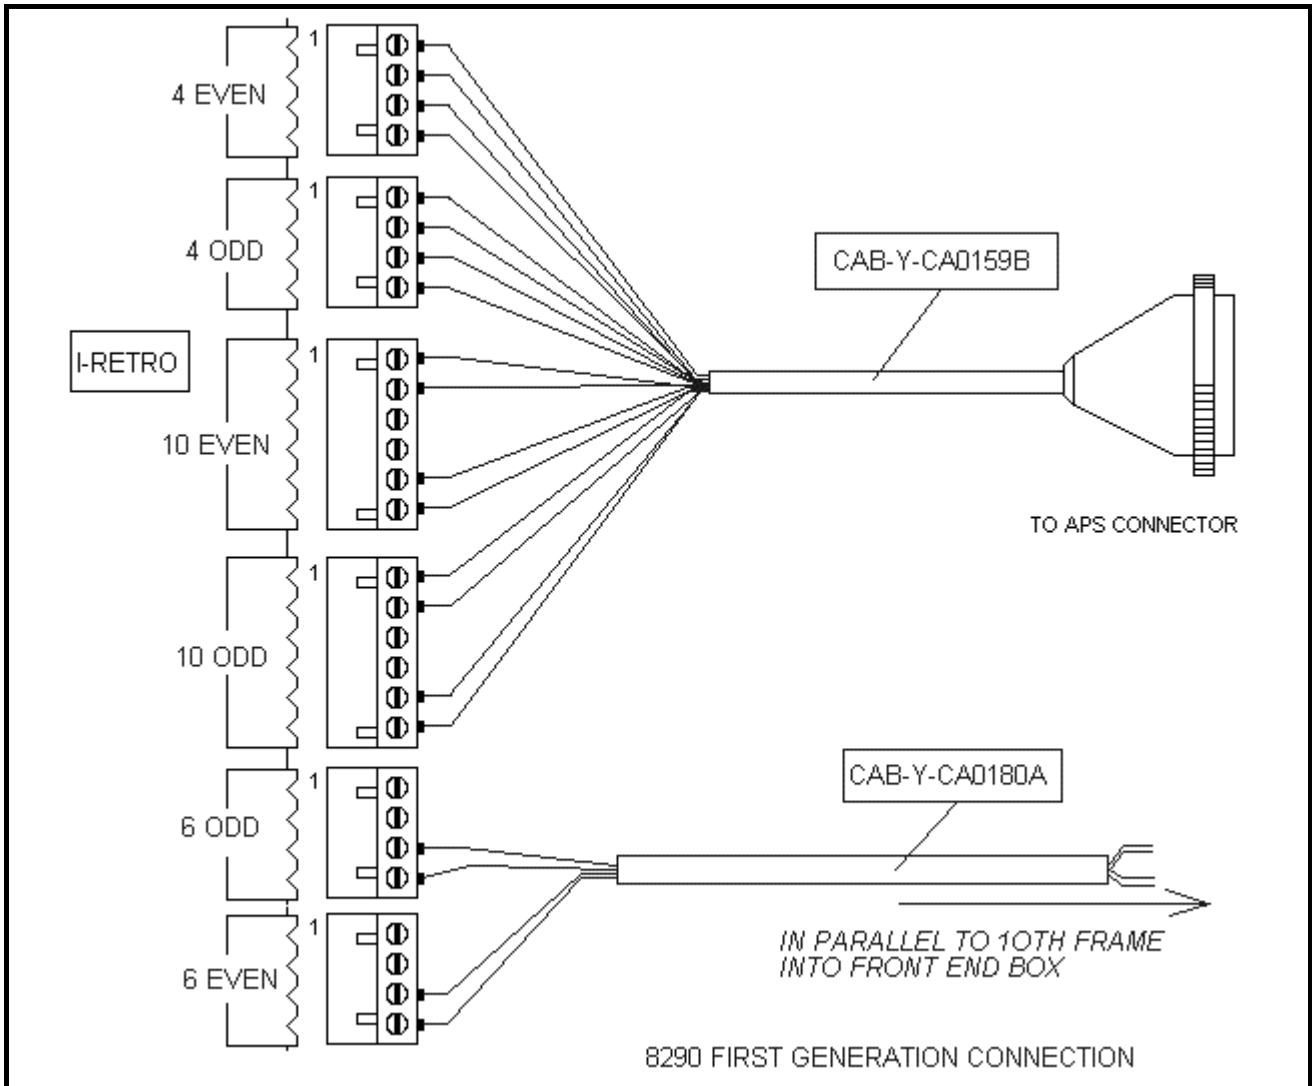 1
4 EVEN
1
4 ODD
CAB-Y-CA0159B
I-RETRO
1
10 EVEN
TO APS CONNECTOR
1
10 ODD
CAB-Y-CA0180A
1
6 ODD
1
IN PARALLEL TO 1OTH FRAME
INTO FRONT END BOX
6 EVEN
8290 FIRST GENERATION CONNECTION